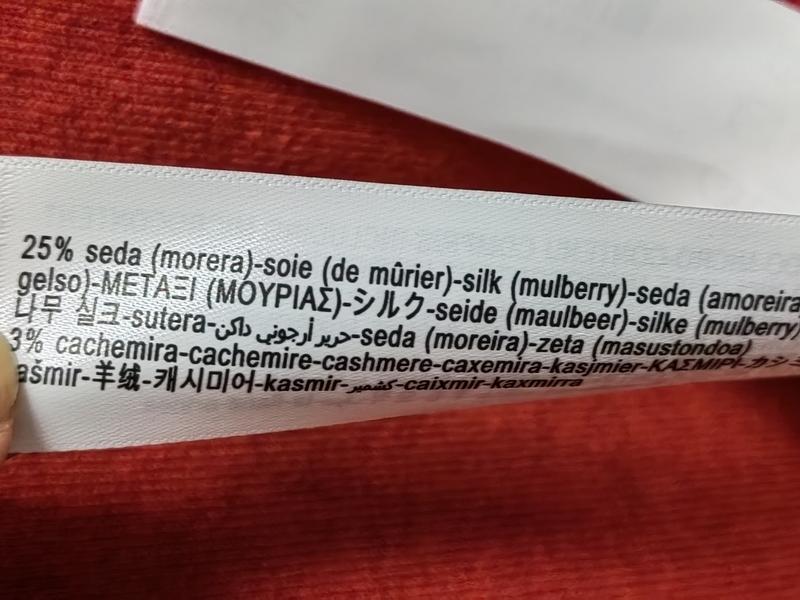 25% seda (morera)-soie (de mûrier)-silk (mulberry)-seda (amoreira
gelso)-ΜΕΤΑΞΙ (ΜΟΥΡΙΑΣ)-シルク-seide (maulbeer)-silke (mulberry)
나무 실크-sutera-حرير أرجوني داكن-seda (moreira)-zeta (masustondoa)
3% cachemira-cachemire-cashmere-caxemira-kasjmier-ΚΑΣΜΙΡΙ-カシミ
ašmir-羊绒-캐시미어-kasmir-كشمير-caixmir-kaxmirra